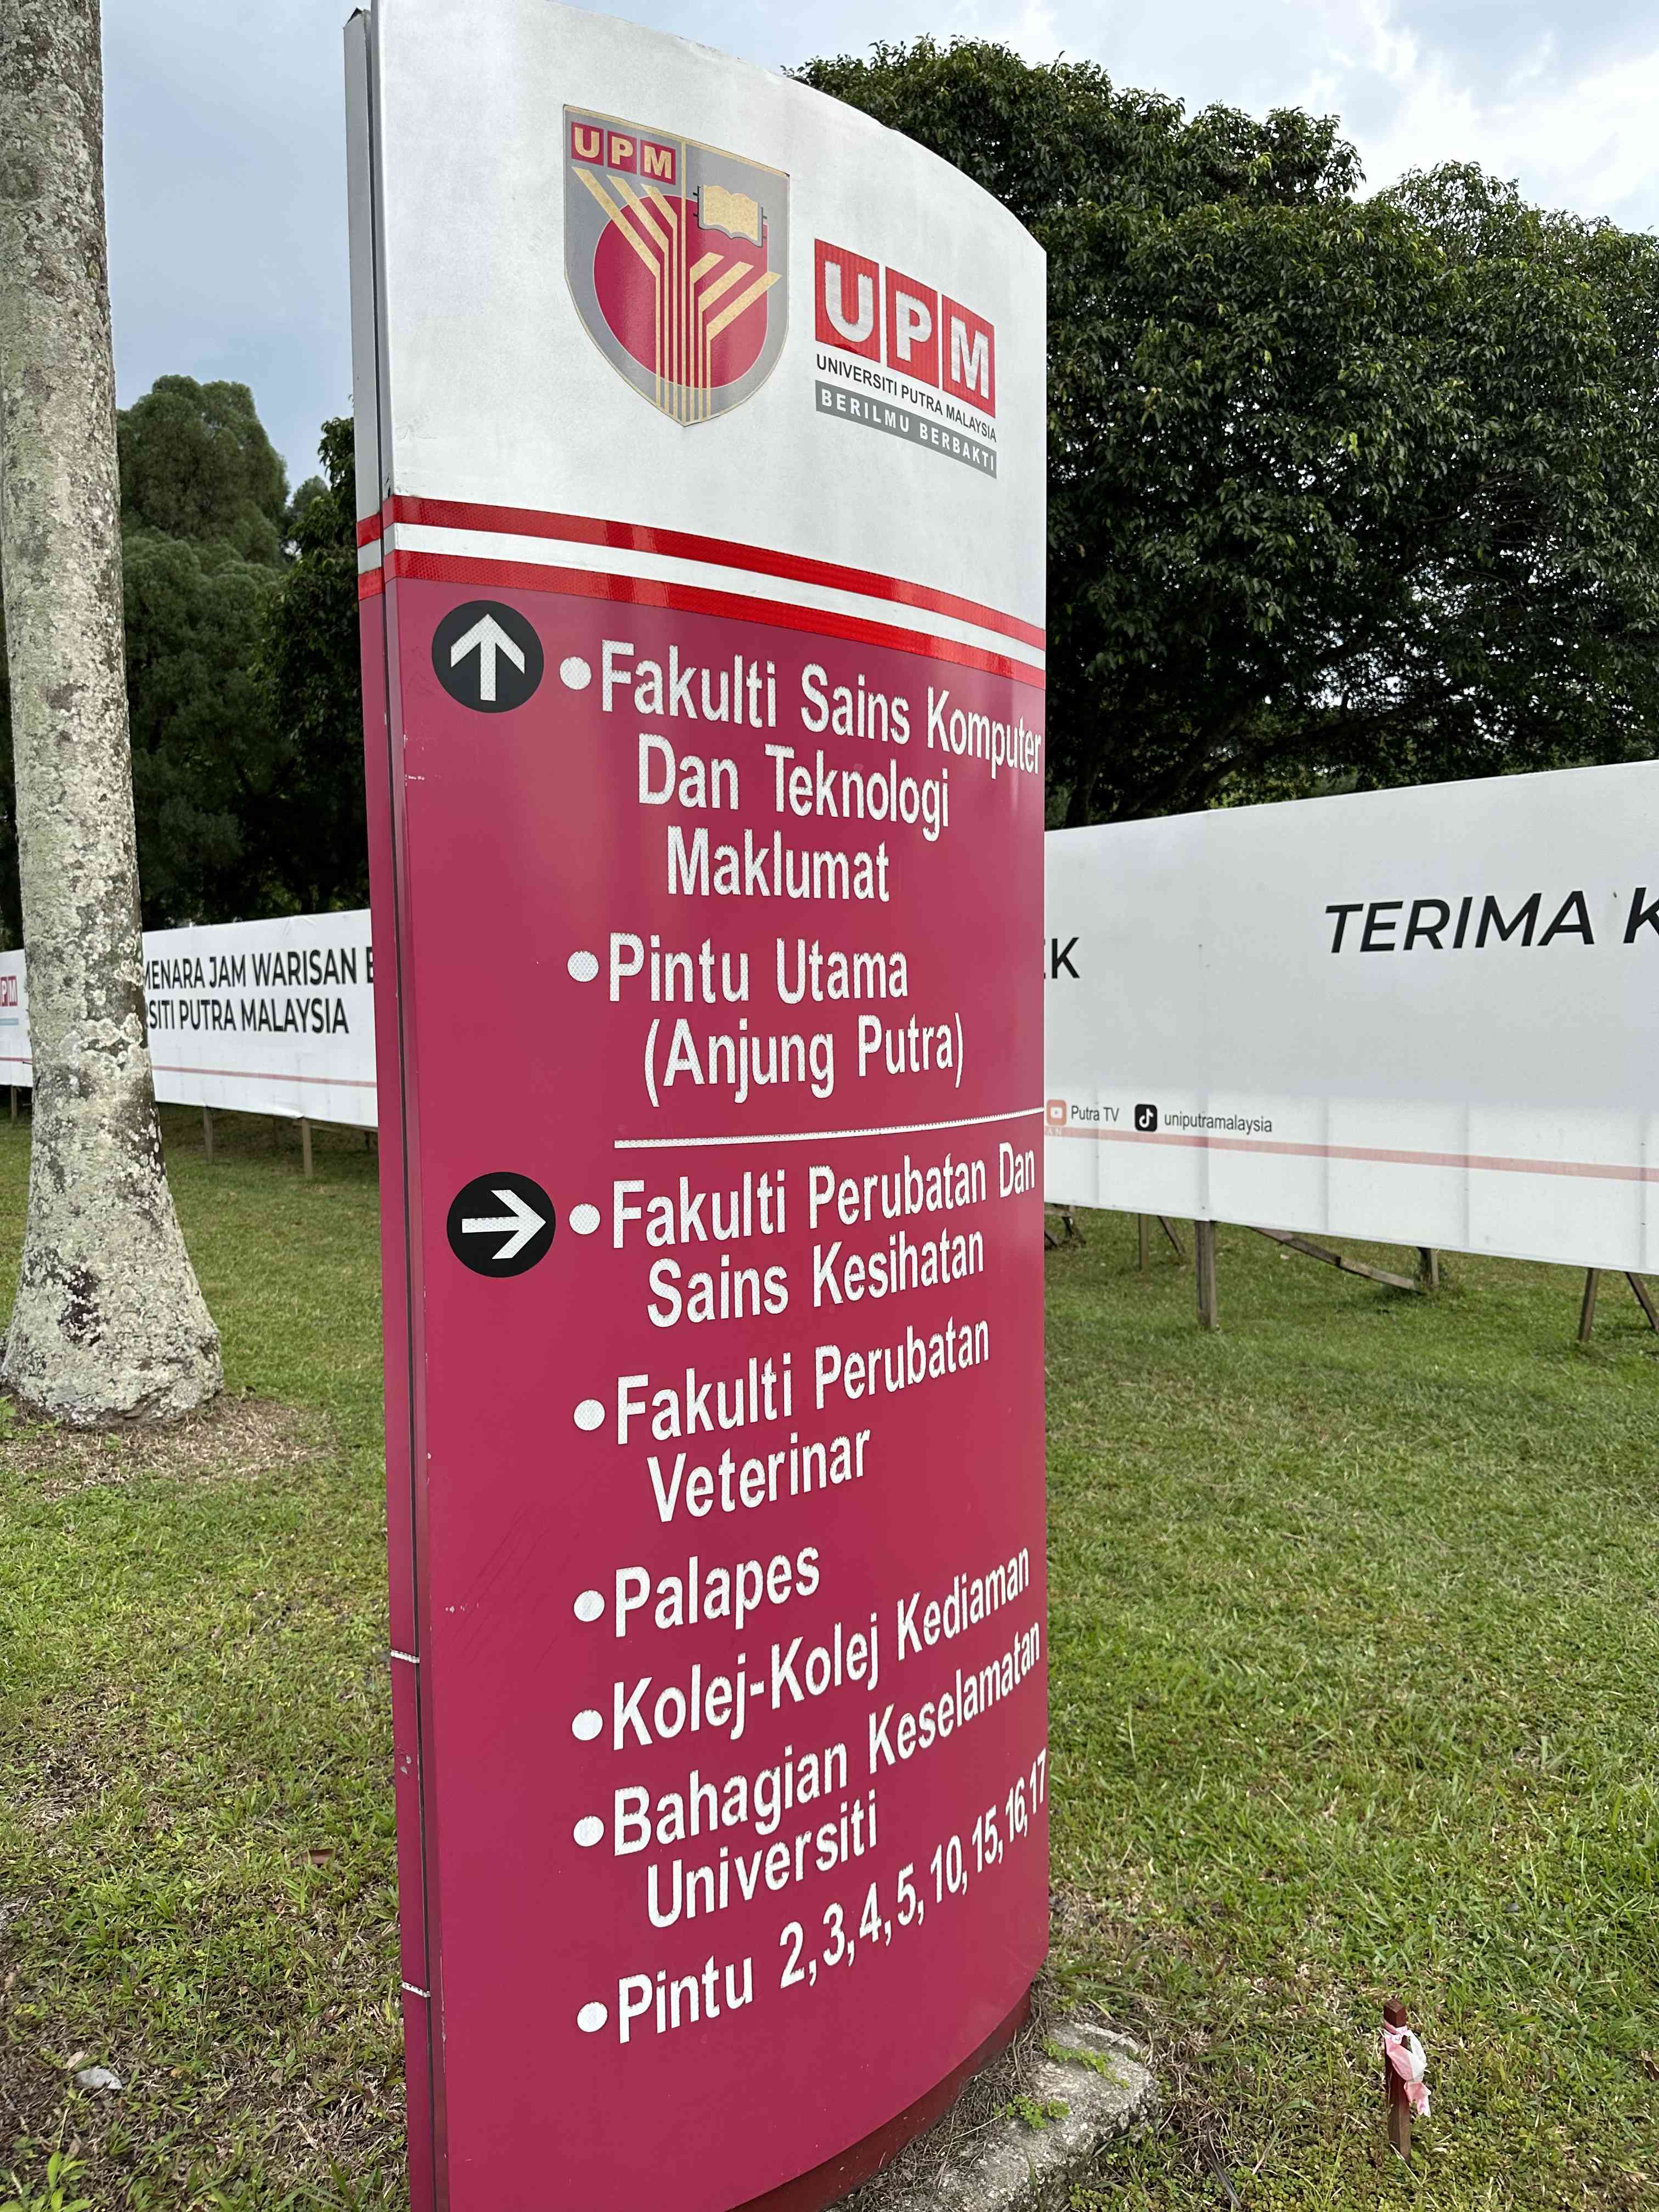 UPM
UPM
UNIVERSITI PUTRA MALAYSIA
BERILMU BERBAKTI
•Fakulti Sains Komputer
Dan Teknologi
Maklumat
•Pintu Utama
(Anjung Putra)
•Fakulti Perubatan Dan
Sains Kesihatan
•Fakulti Perubatan
Veterinar
•Palapes
•Kolej-Kolej Kediaman
•Bahagian Keselamatan
Universiti
•Pintu 2,3,4,5,10,15,16,17
MENARA JAM WARISAN
SITI PUTRA MALAYSIA
PM
EK
TERIMA K
Putra TV
uniputramalaysia